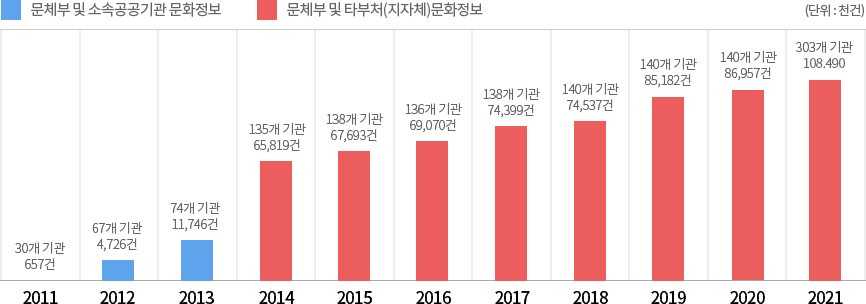 문체부 및 소속공공기관 문화정보
문체부 및 타부처(지자체)문화정보
(단위 : 천건)
30개 기관
657건
67개 기관
4,726건
74개 기관
11,746건
135개 기관
65,819건
138개 기관
67,693건
136개 기관
69,070건
138개 기관
74,399건
140개 기관
74,537건
140개 기관
85,182건
140개 기관
86,957건
303개 기관
108.490
2011
2012
2013
2014
2015
2016
2017
2018
2019
2020
2021